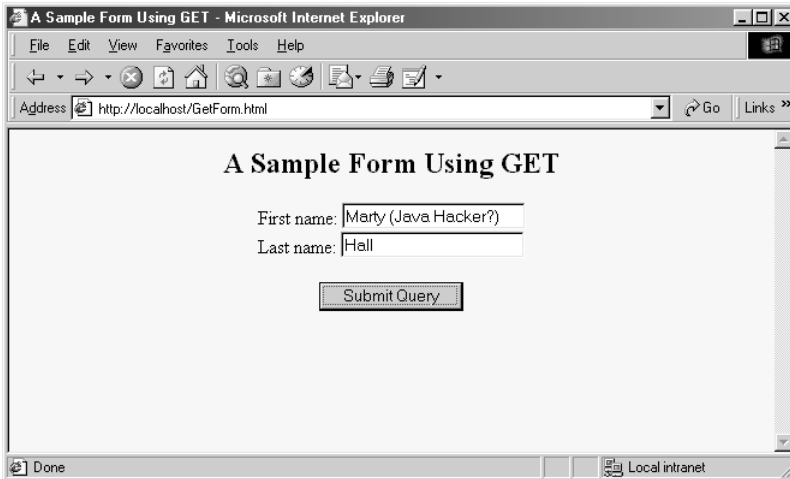 A Sample Form Using GET - Microsoft Internet Explorer
File Edit View Favorites Tools Help
Address http://localhost/GetForm.html Go Links »
A Sample Form Using GET
First name: Marty (Java Hacker?)
Last name: Hall
Submit Query
Done Local intranet